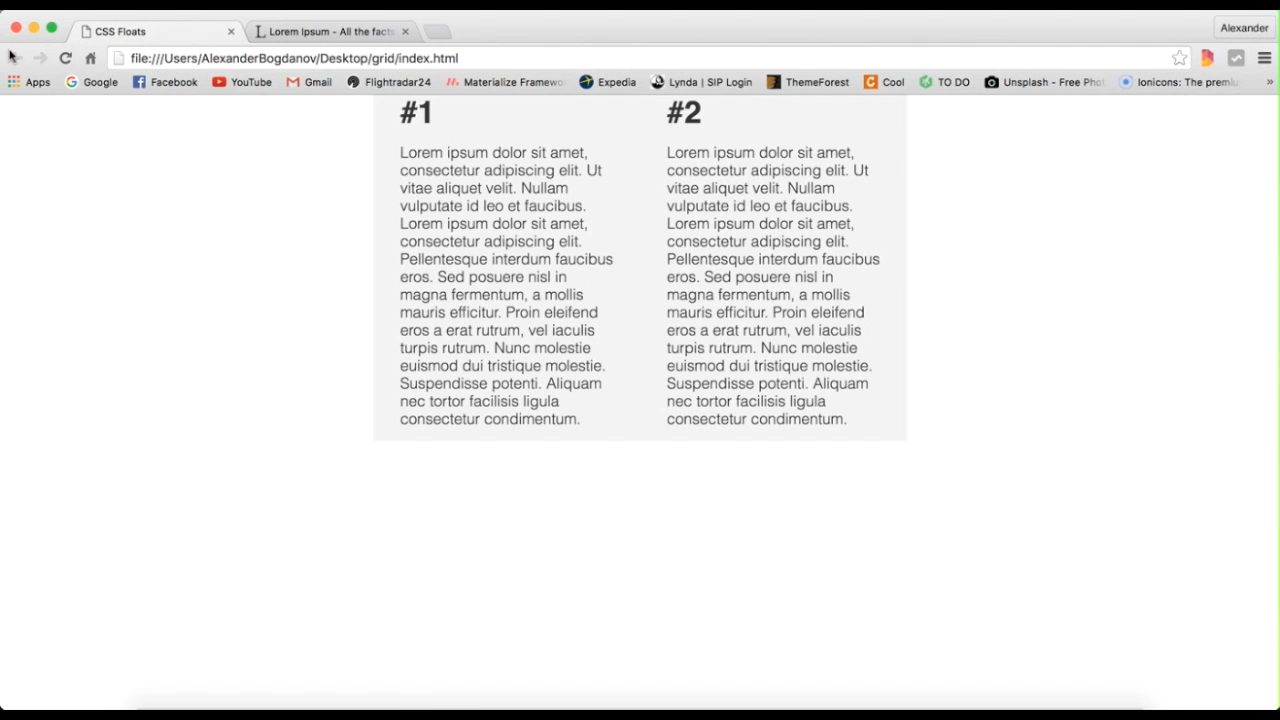 CSS Floats
Lorem Ipsum - All the facts
Alexander
file:///Users/AlexanderBogdanov/Desktop/grid/index.html
Apps Google Facebook YouTube Gmail Flightradar24 Materialize Framewo Expedia Lynda | SIP Login ThemeForest Cool TO DO Unsplash - Free Phot Ionicons: The premiu »
#1
Lorem ipsum dolor sit amet,
consectetur adipiscing elit. Ut
vitae aliquet velit. Nullam
vulputate id leo et faucibus.
Lorem ipsum dolor sit amet,
consectetur adipiscing elit.
Pellentesque interdum faucibus
eros. Sed posuere nisl in
magna fermentum, a mollis
mauris efficitur. Proin eleifend
eros a erat rutrum, vel iaculis
turpis rutrum. Nunc molestie
euismod dui tristique molestie.
Suspendisse potenti. Aliquam
nec tortor facilisis ligula
consectetur condimentum.
#2
Lorem ipsum dolor sit amet,
consectetur adipiscing elit. Ut
vitae aliquet velit. Nullam
vulputate id leo et faucibus.
Lorem ipsum dolor sit amet,
consectetur adipiscing elit.
Pellentesque interdum faucibus
eros. Sed posuere nisl in
magna fermentum, a mollis
mauris efficitur. Proin eleifend
eros a erat rutrum, vel iaculis
turpis rutrum. Nunc molestie
euismod dui tristique molestie.
Suspendisse potenti. Aliquam
nec tortor facilisis ligula
consectetur condimentum.